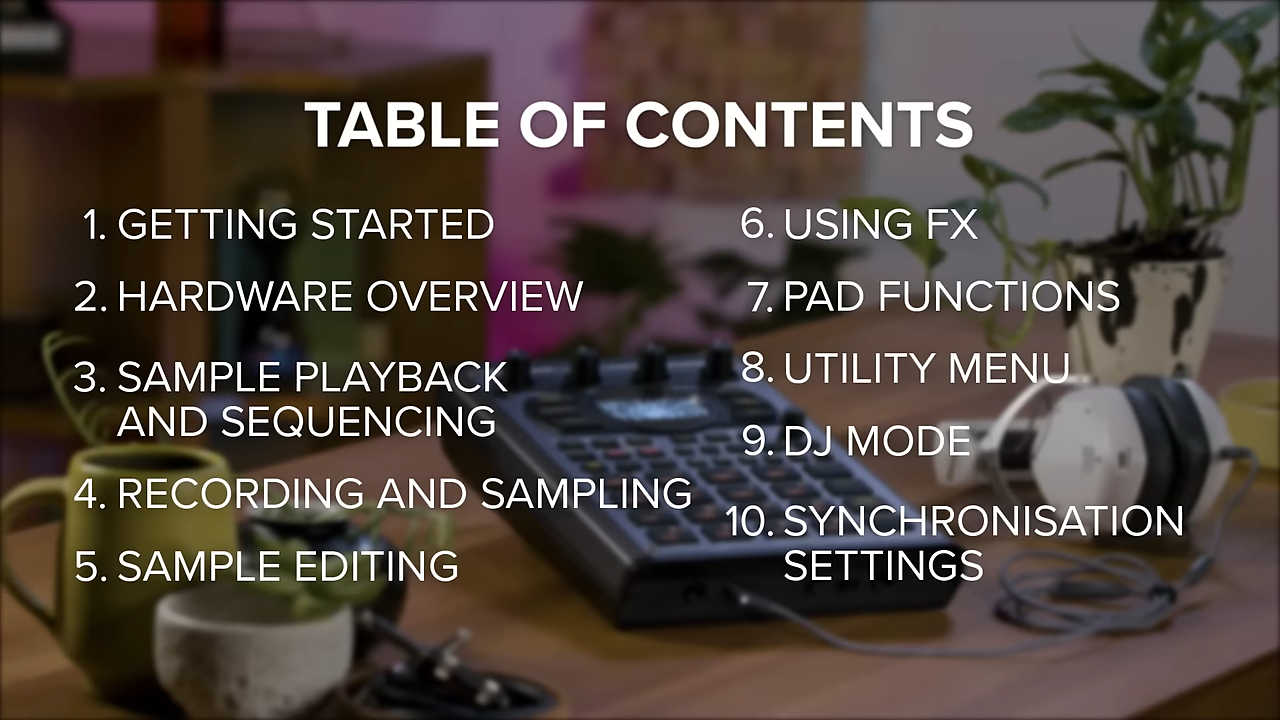 TABLE OF CONTENTS
1. GETTING STARTED
2. HARDWARE OVERVIEW
3. SAMPLE PLAYBACK
AND SEQUENCING
4. RECORDING AND SAMPLING
5. SAMPLE EDITING
6. USING FX
7. PAD FUNCTIONS
8. UTILITY MENU
9. DJ MODE
10. SYNCHRONISATION
SETTINGS